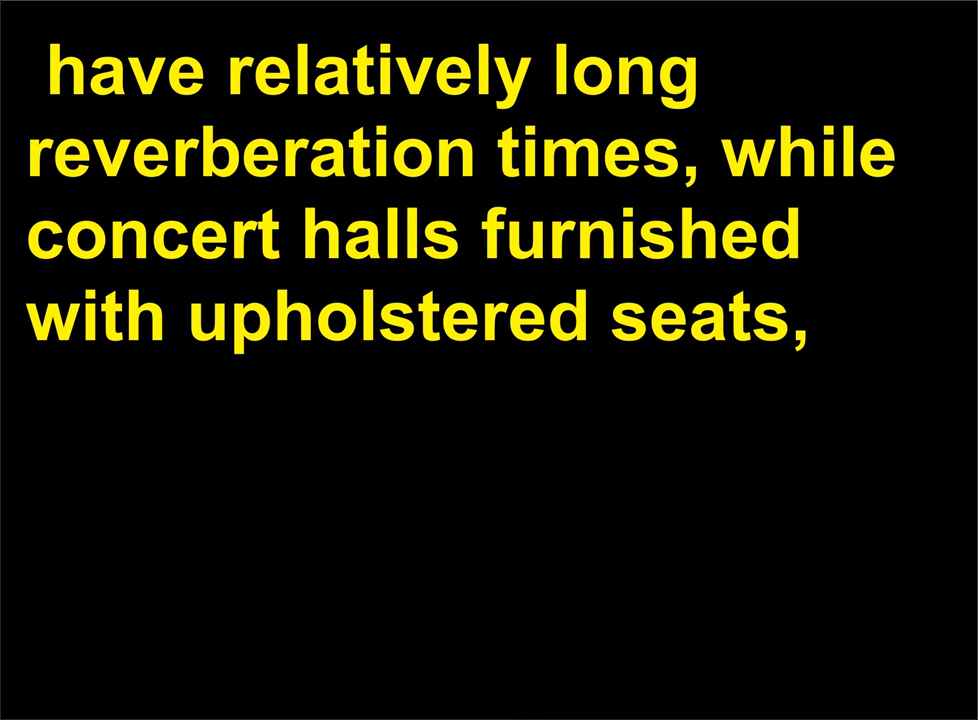 have relatively long
reverberation times, while
concert halls furnished
with upholstered seats,